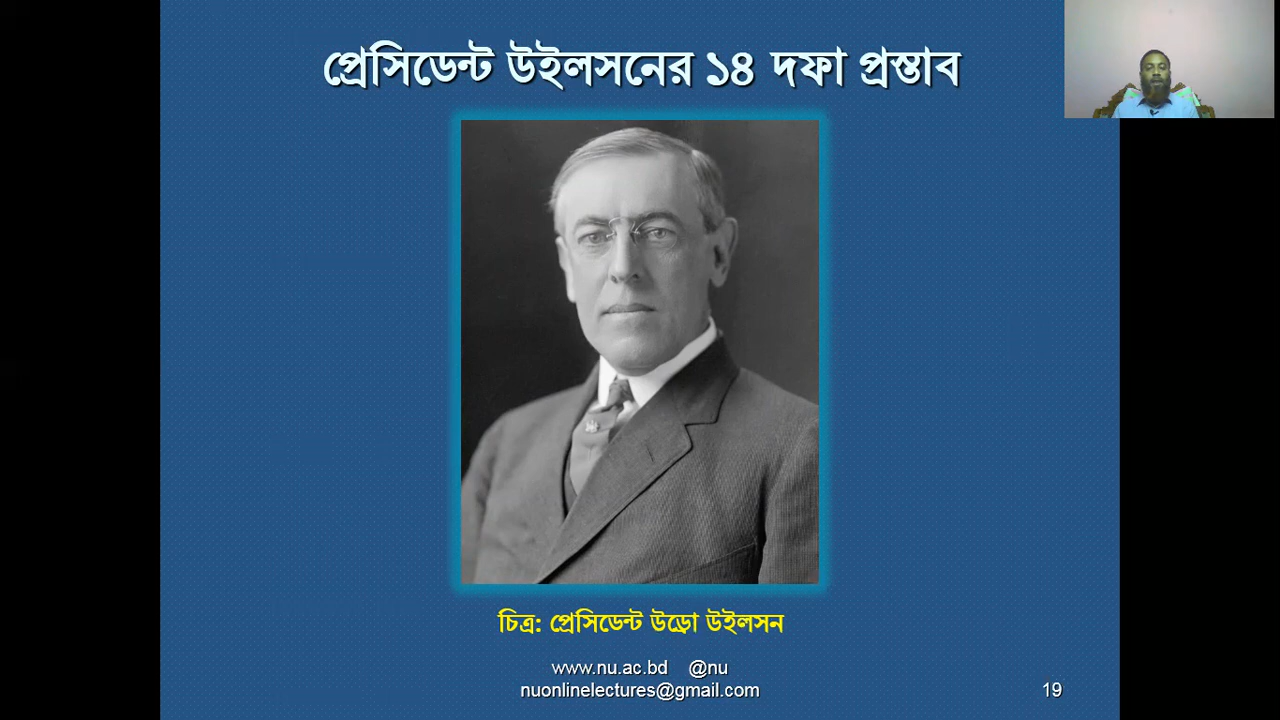 প্রেসিডেন্ট উইলসনের ১৪ দফা প্রস্তাব
চিত্র: প্রেসিডেন্ট উড্রো উইলসন
www.nu.ac.bd @nu
nuonlinelectures@gmail.com
19